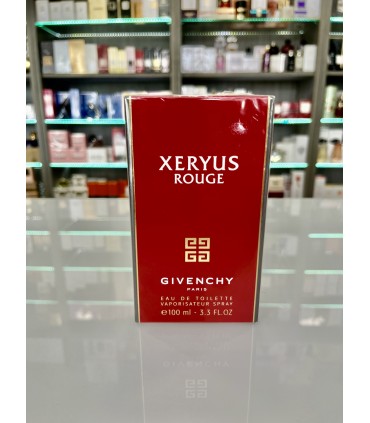 XERYUS
ROUGE
GIVENCHY
PARIS
EAU DE TOILETTE
VAPORISATEUR SPRAY
℮100 ml - 3.3 FL.OZ